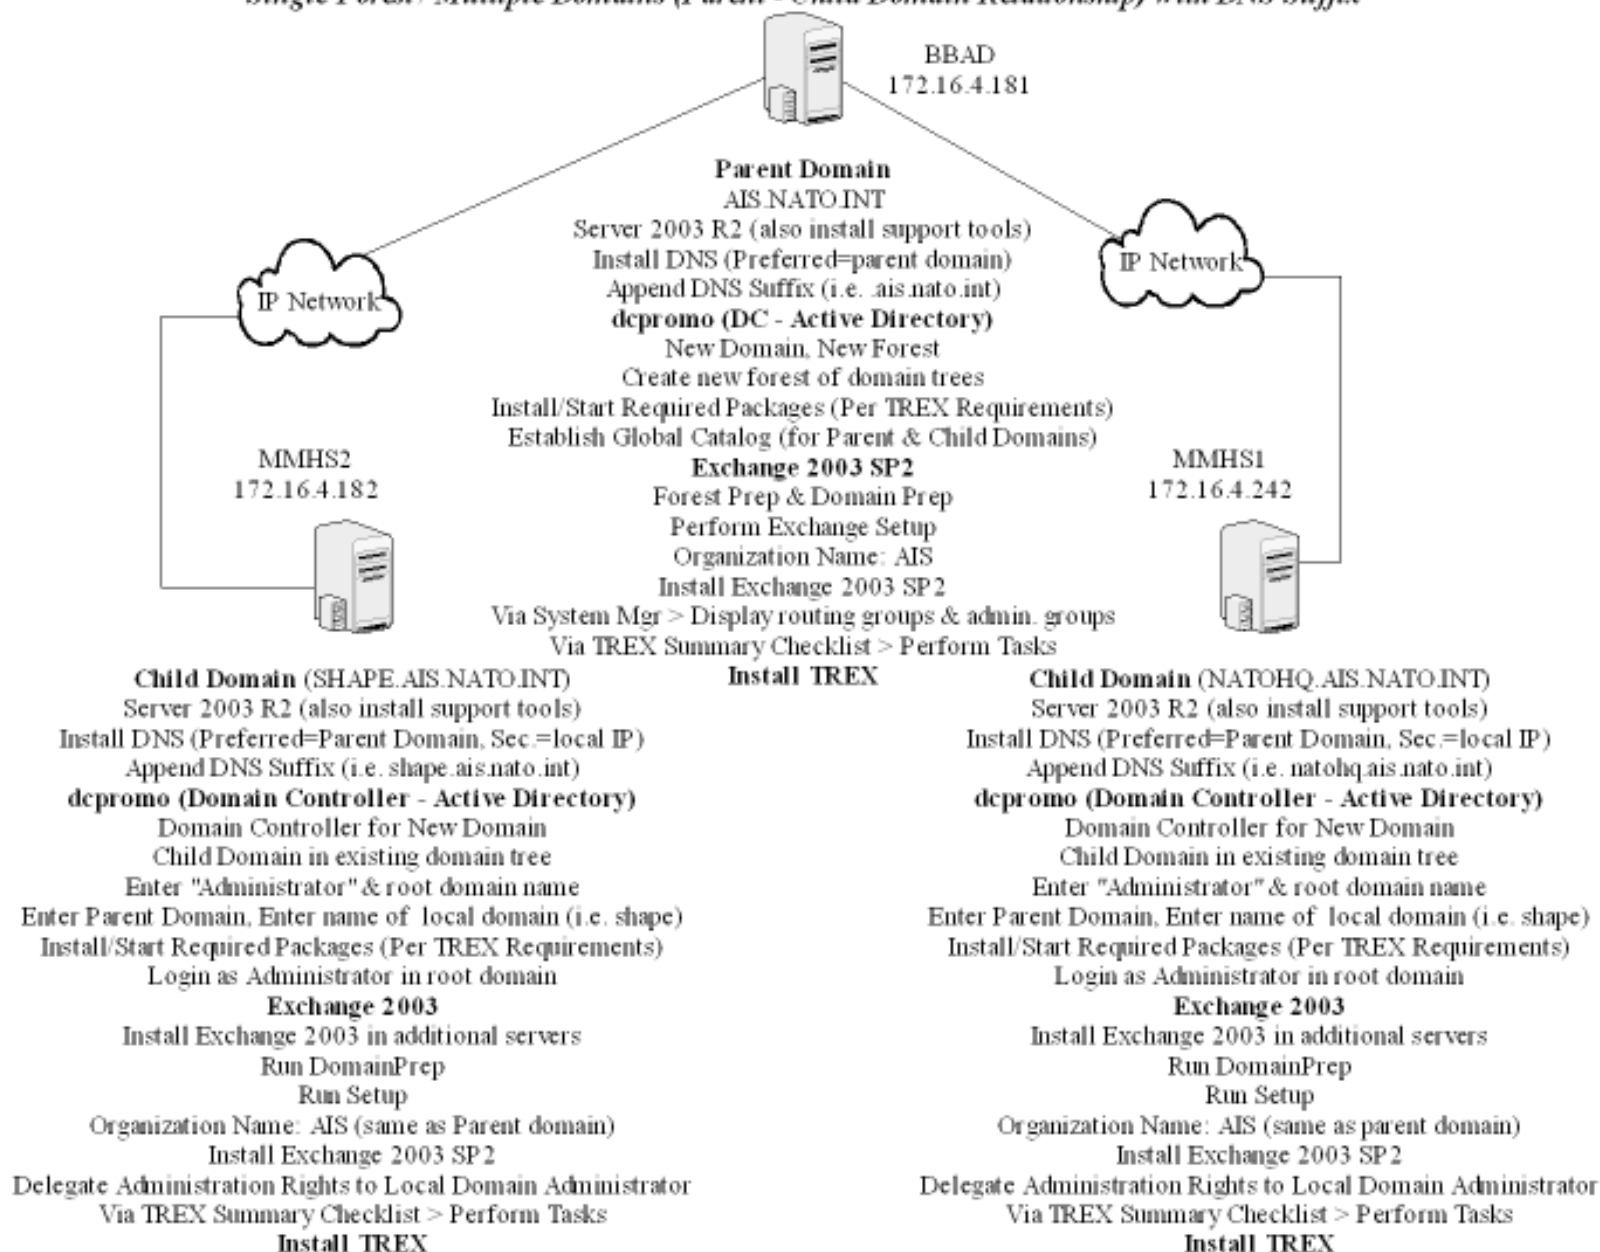 Single Forest / Multiple Domains (Parent - Child Domain Relationship) with DNS Suffix
BBAD
172.16.4.181
Parent Domain
AIS.NATO.INT
Server 2003 R2 (also install support tools)
Install DNS (Preferred=parent domain)
Append DNS Suffix (i.e. .ais.nato.int)
dcpromo (DC - Active Directory)
New Domain, New Forest
Create new forest of domain trees
Install/Start Required Packages (Per TREX Requirements)
Establish Global Catalog (for Parent & Child Domains)
Exchange 2003 SP2
Forest Prep & Domain Prep
Perform Exchange Setup
Organization Name: AIS
Install Exchange 2003 SP2
Via System Mgr > Display routing groups & admin. groups
Via TREX Summary Checklist > Perform Tasks
Install TREX
IP Network
IP Network
MMHS2
172.16.4.182
Child Domain (SHAPE.AIS.NATO.INT)
Server 2003 R2 (also install support tools)
Install DNS (Preferred=Parent Domain, Sec.=local IP)
Append DNS Suffix (i.e. shape.ais.nato.int)
dcpromo (Domain Controller - Active Directory)
Domain Controller for New Domain
Child Domain in existing domain tree
Enter "Administrator" & root domain name
Enter Parent Domain, Enter name of local domain (i.e. shape)
Install/Start Required Packages (Per TREX Requirements)
Login as Administrator in root domain
Exchange 2003
Install Exchange 2003 in additional servers
Run DomainPrep
Run Setup
Organization Name: AIS (same as Parent domain)
Install Exchange 2003 SP2
Delegate Administration Rights to Local Domain Administrator
Via TREX Summary Checklist > Perform Tasks
Install TREX
MMHS1
172.16.4.242
Child Domain (NATOHQ.AIS.NATO.INT)
Server 2003 R2 (also install support tools)
Install DNS (Preferred=Parent Domain, Sec.=local IP)
Append DNS Suffix (i.e. natohq.ais.nato.int)
dcpromo (Domain Controller - Active Directory)
Domain Controller for New Domain
Child Domain in existing domain tree
Enter "Administrator" & root domain name
Enter Parent Domain, Enter name of local domain (i.e. shape)
Install/Start Required Packages (Per TREX Requirements)
Login as Administrator in root domain
Exchange 2003
Install Exchange 2003 in additional servers
Run DomainPrep
Run Setup
Organization Name: AIS (same as parent domain)
Install Exchange 2003 SP2
Delegate Administration Rights to Local Domain Administrator
Via TREX Summary Checklist > Perform Tasks
Install TREX